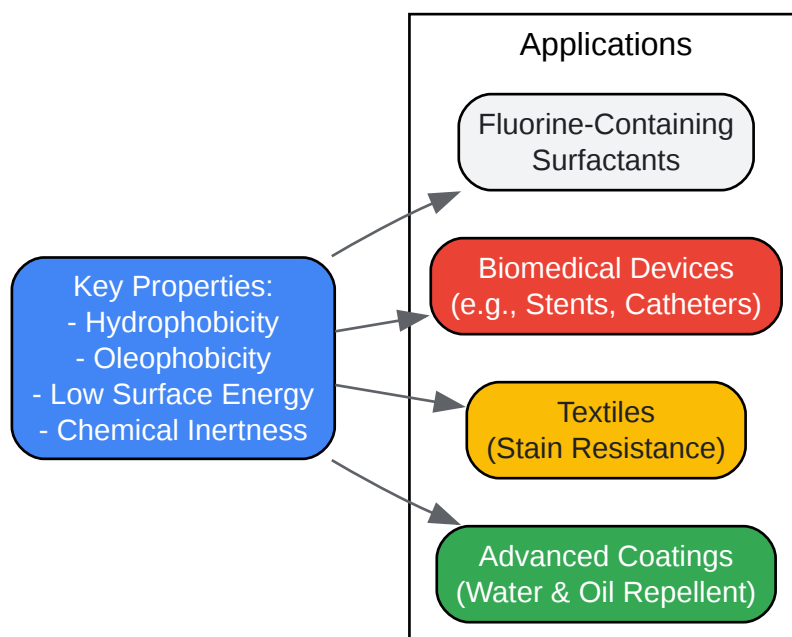 Applications
Fluorine-Containing
Surfactants
Biomedical Devices
(e.g., Stents, Catheters)
Key Properties:
- Hydrophobicity
- Oleophobicity
- Low Surface Energy
- Chemical Inertness
Textiles
(Stain Resistance)
Advanced Coatings
(Water & Oil Repellent)